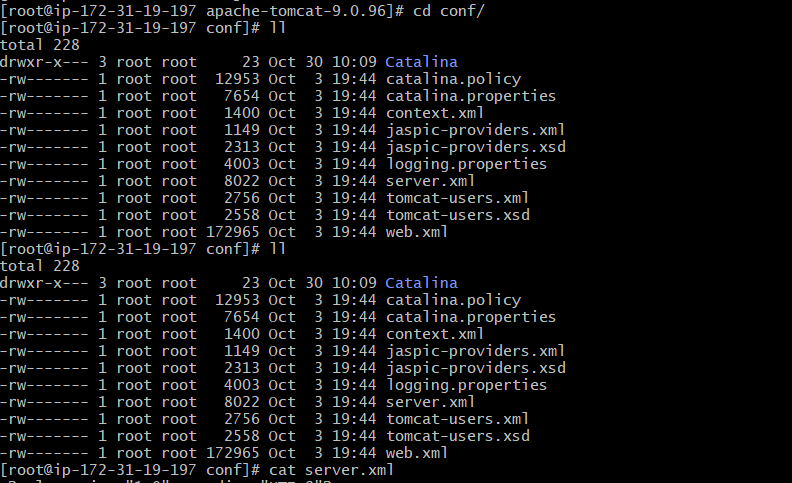 [root@ip-172-31-19-197 apache-tomcat-9.0.96]# cd conf/
[root@ip-172-31-19-197 conf]# ll
total 228
drwxr-x--- 3 root root     23 Oct 30 10:09 Catalina
-rw------- 1 root root  12953 Oct  3 19:44 catalina.policy
-rw------- 1 root root   7654 Oct  3 19:44 catalina.properties
-rw------- 1 root root   1400 Oct  3 19:44 context.xml
-rw------- 1 root root   1149 Oct  3 19:44 jaspic-providers.xml
-rw------- 1 root root   2313 Oct  3 19:44 jaspic-providers.xsd
-rw------- 1 root root   4003 Oct  3 19:44 logging.properties
-rw------- 1 root root   8022 Oct  3 19:44 server.xml
-rw------- 1 root root   2756 Oct  3 19:44 tomcat-users.xml
-rw------- 1 root root   2558 Oct  3 19:44 tomcat-users.xsd
-rw------- 1 root root 172965 Oct  3 19:44 web.xml
[root@ip-172-31-19-197 conf]# ll
total 228
drwxr-x--- 3 root root     23 Oct 30 10:09 Catalina
-rw------- 1 root root  12953 Oct  3 19:44 catalina.policy
-rw------- 1 root root   7654 Oct  3 19:44 catalina.properties
-rw------- 1 root root   1400 Oct  3 19:44 context.xml
-rw------- 1 root root   1149 Oct  3 19:44 jaspic-providers.xml
-rw------- 1 root root   2313 Oct  3 19:44 jaspic-providers.xsd
-rw------- 1 root root   4003 Oct  3 19:44 logging.properties
-rw------- 1 root root   8022 Oct  3 19:44 server.xml
-rw------- 1 root root   2756 Oct  3 19:44 tomcat-users.xml
-rw------- 1 root root   2558 Oct  3 19:44 tomcat-users.xsd
-rw------- 1 root root 172965 Oct  3 19:44 web.xml
[root@ip-172-31-19-197 conf]# cat server.xml